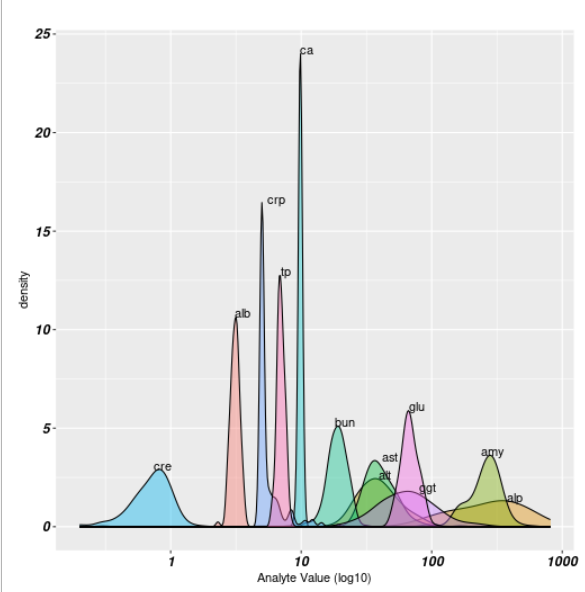 25
ca
20
crp
15
tp
alb
10
density
glu
bun
5
ast
amy
cre
alt
ggt
alp
0
1
10
100
1000
Analyte Value (log10)